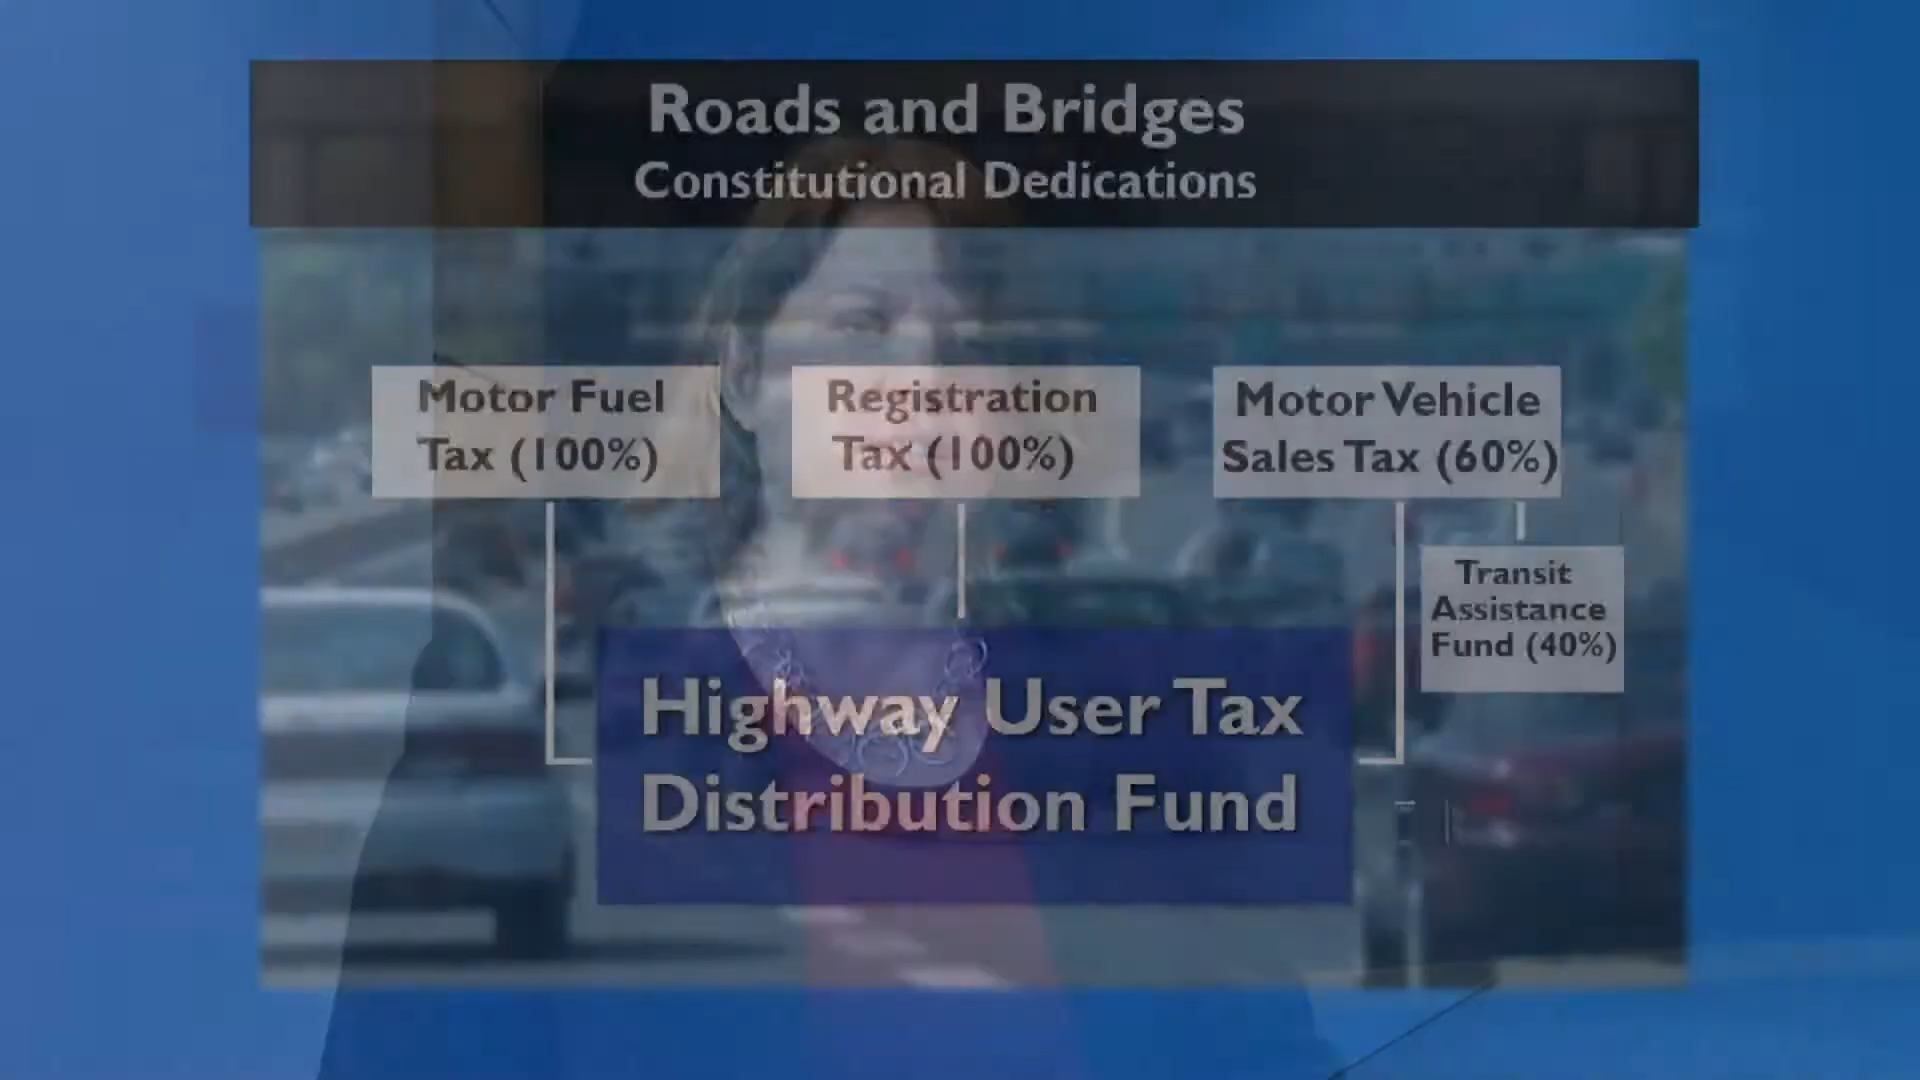 Roads and Bridges
Constitutional Dedications
Motor Fuel
Tax (100%)
Registration
Tax (100%)
Motor Vehicle
Sales Tax (60%)
Transit
Assistance
Fund (40%)
Highway User Tax
Distribution Fund